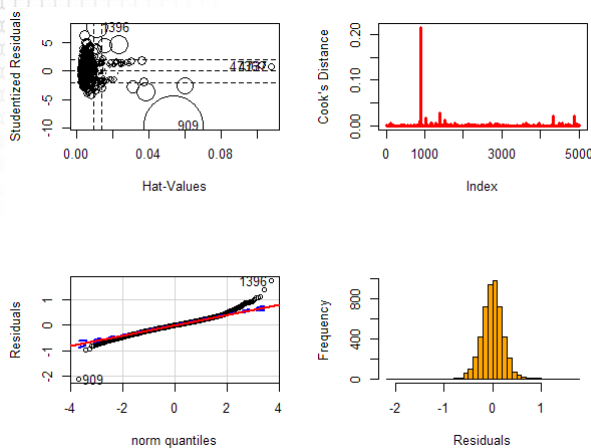 Studentized Residuals
5
0
-5
-10
1396
909
0.00 0.04 0.08
Hat-Values
Cook's Distance
0.20
0.10
0.00
0 1000 3000 5000
Index
Residuals
1
0
-1
-2
1396
909
-4 -2 0 2 4
norm quantiles
Frequency
800
400
0
-2 -1 0 1
Residuals